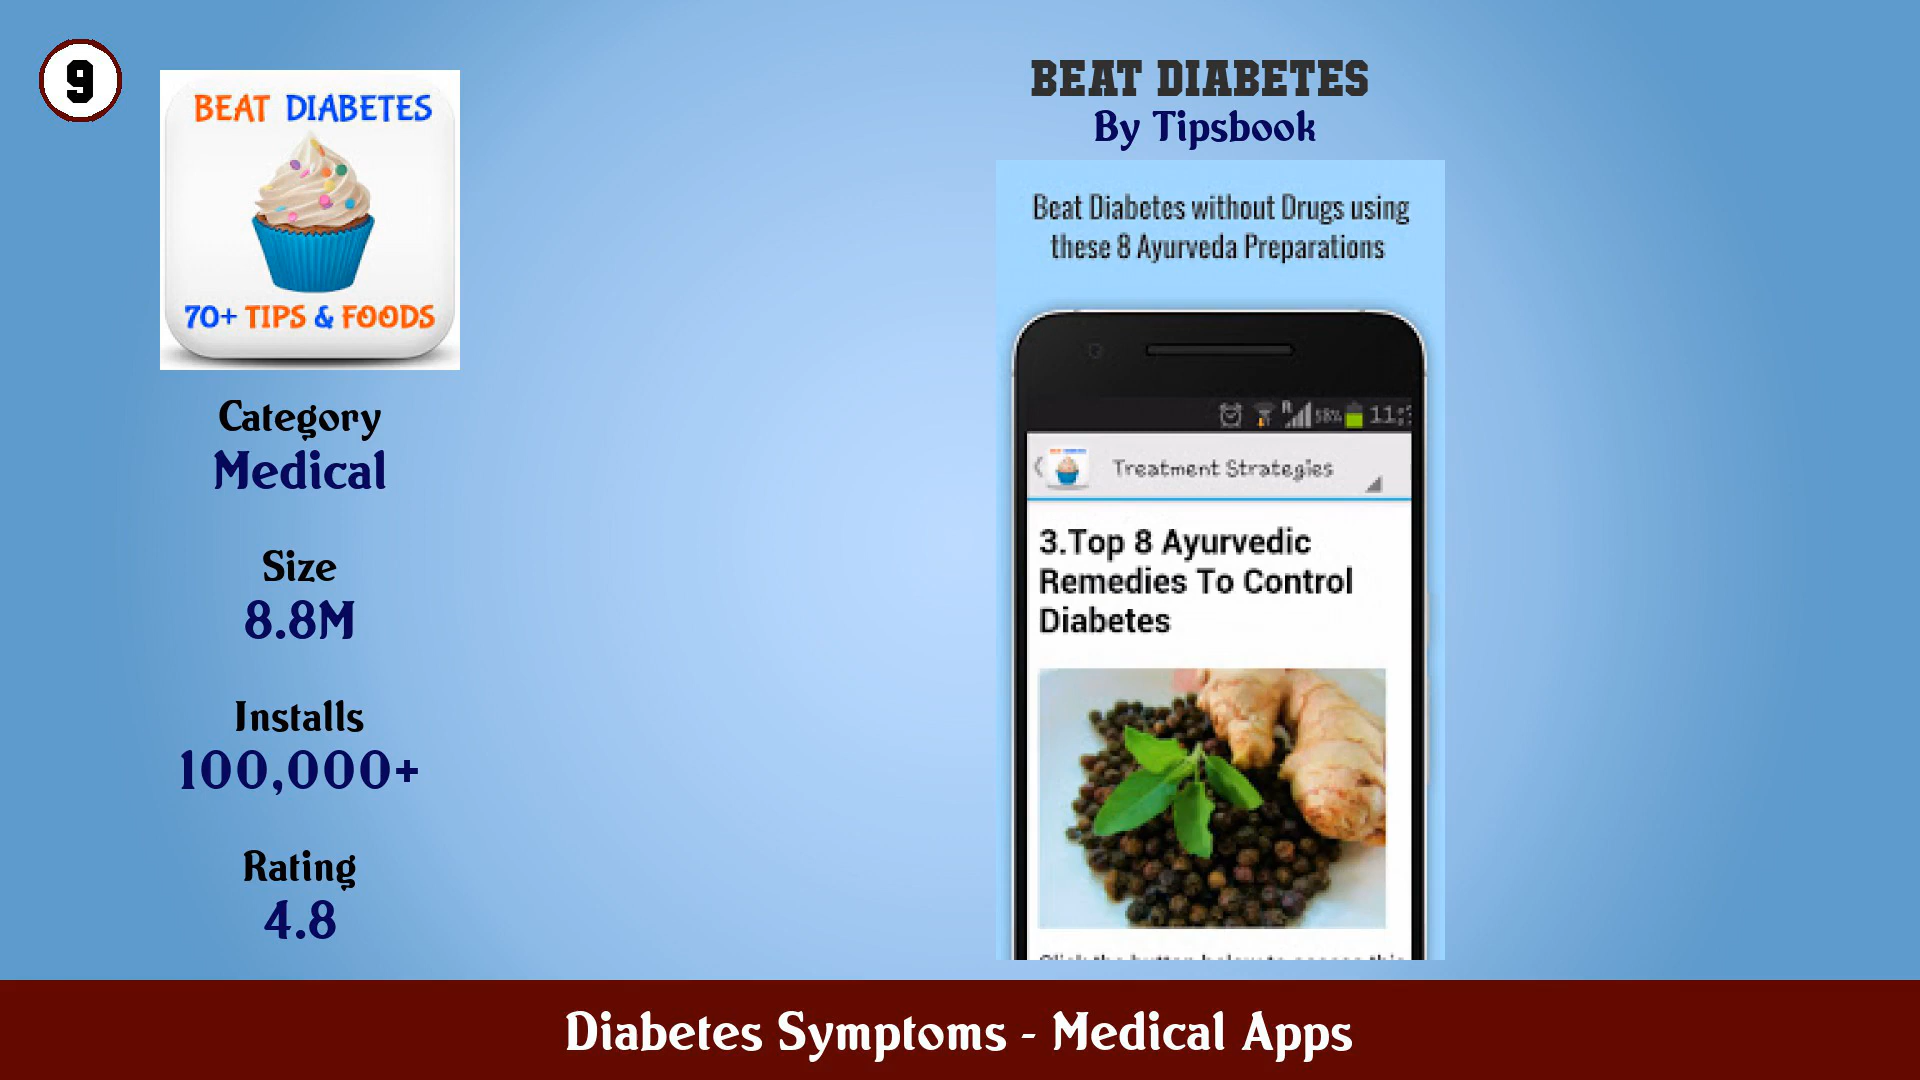 9
BEAT DIABETES
70+ TIPS & FOODS
Category
Medical
Size
8.8M
Installs
100,000+
Rating
4.8
BEAT DIABETES
By Tipsbook
Beat Diabetes without Drugs using
these 8 Ayurveda Preparations
58%
Treatment Strategies
3.Top 8 Ayurvedic
Remedies To Control
Diabetes
Diabetes Symptoms - Medical Apps